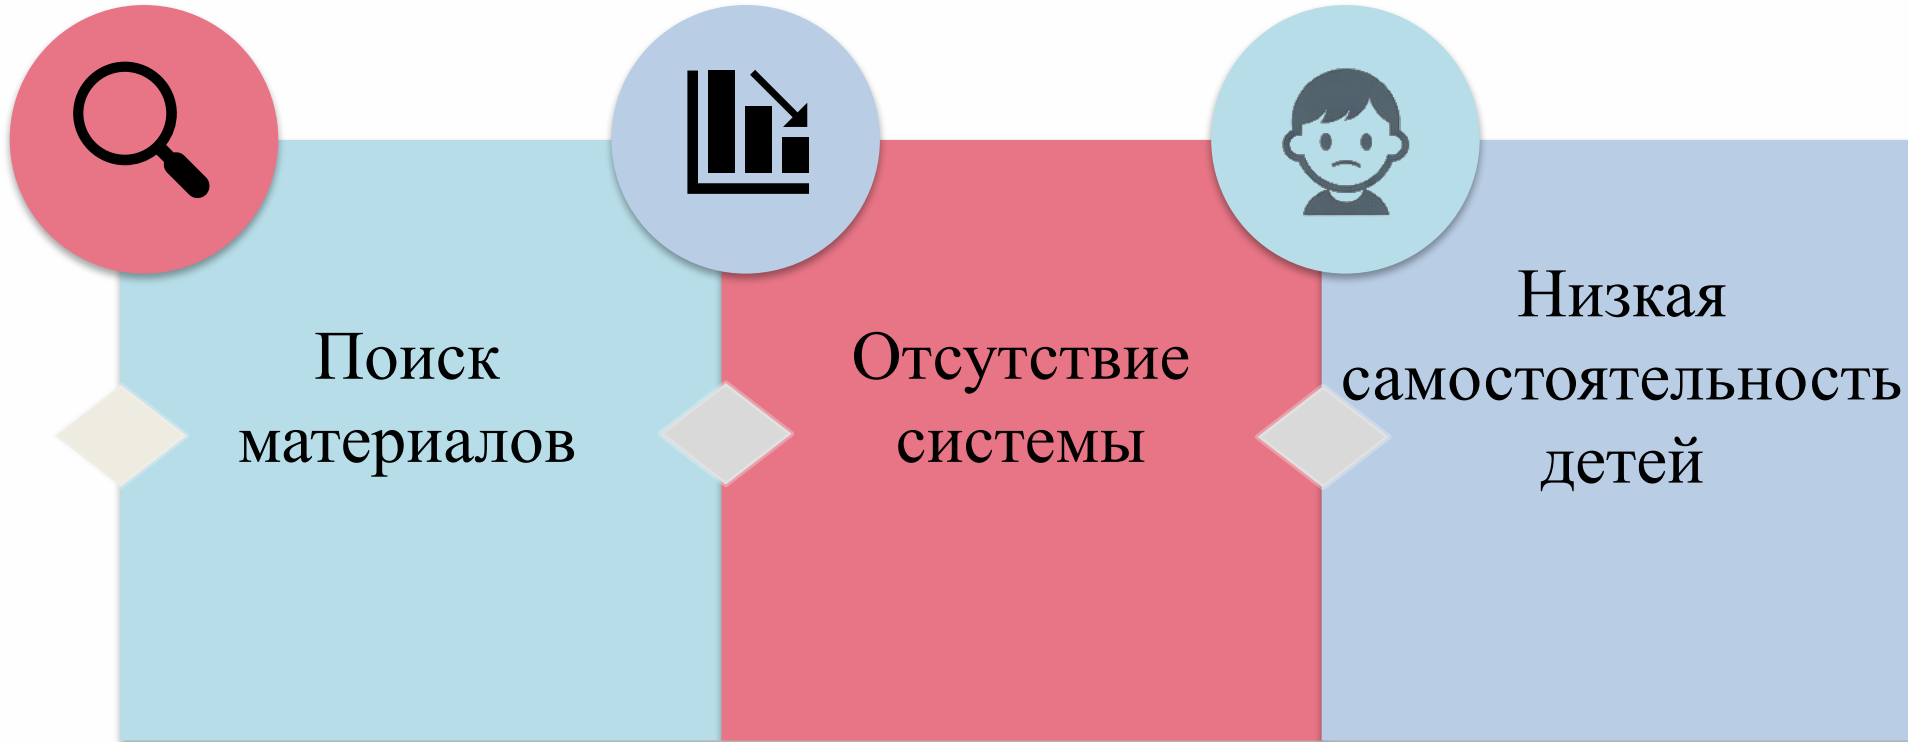 Поиск
материалов
Отсутствие
системы
Низкая
самостоятельность
детей